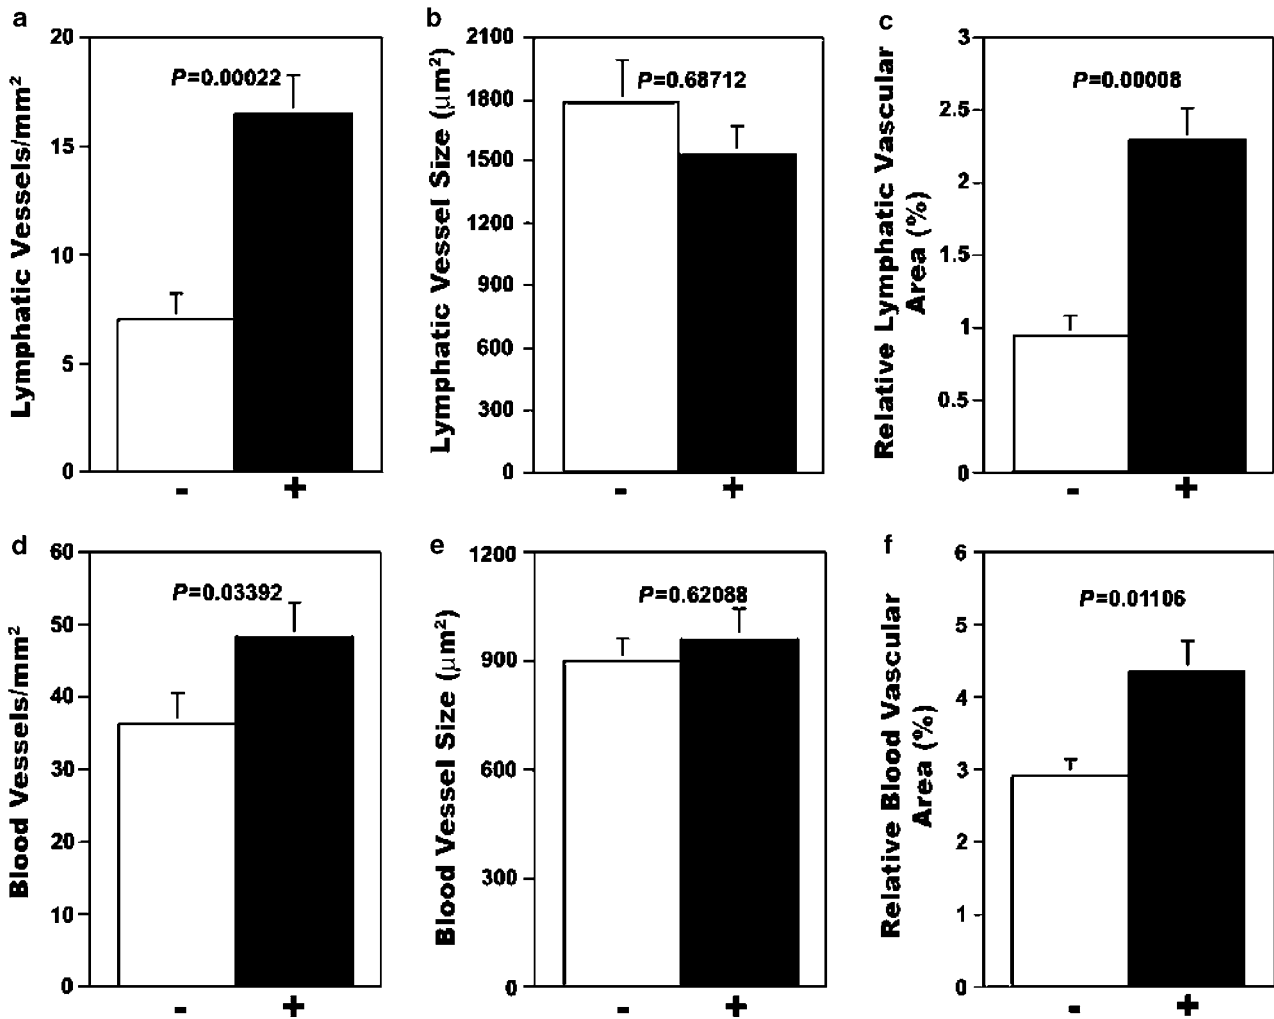 a
Lymphatic Vessels/mm²
20
15
10
5
0
P=0.00022
-
+
b
Lymphatic Vessel Size (µm²)
2100
1800
1500
1200
900
600
300
0
P=0.68712
-
+
c
Relative Lymphatic Vascular
Area (%)
3
2.5
2
1.5
1
0.5
0
P=0.00008
-
+
d
Blood Vessels/mm²
60
50
40
30
20
10
0
P=0.03392
-
+
e
Blood Vessel Size (µm²)
1200
900
600
300
0
P=0.62088
-
+
f
Relative Blood Vascular
Area (%)
6
5
4
3
2
1
0
P=0.01106
-
+